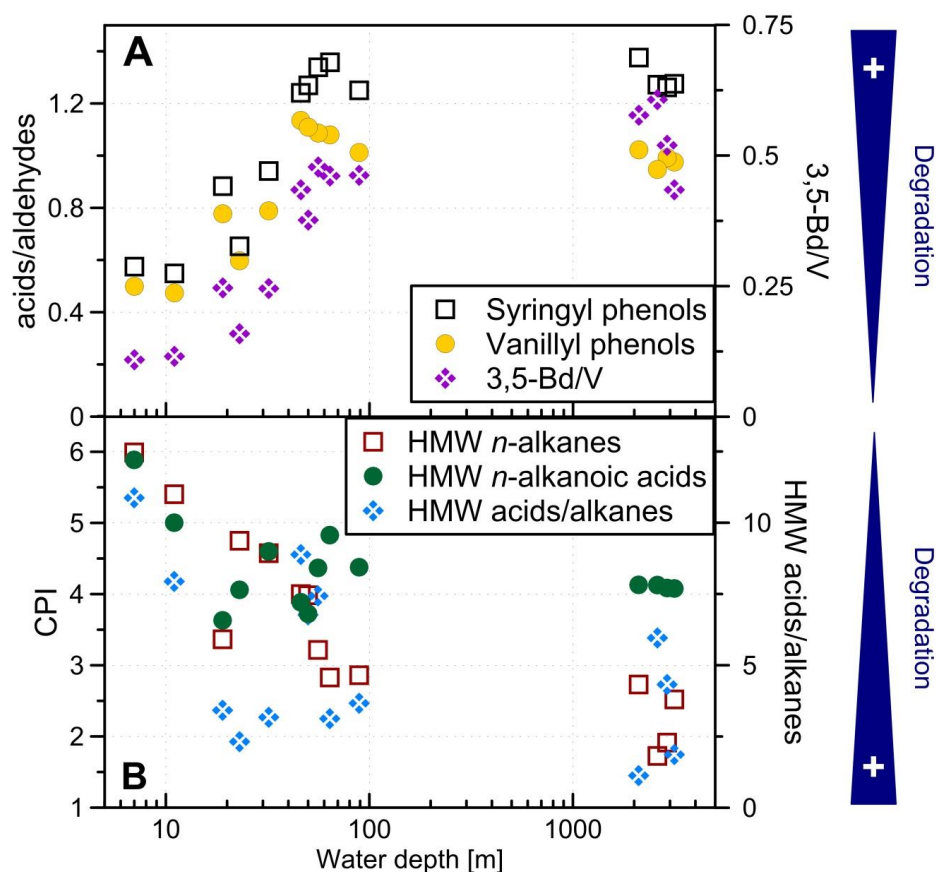 A
acids/aldehydes
0
0.4
0.8
1.2
0
0.25
0.5
0.75
3,5-Bd/V
Syringyl phenols
Vanillyl phenols
3,5-Bd/V
+
Degradation
B
CPI
1
2
3
4
5
6
0
5
10
HMW acids/alkanes
HMW n-alkanes
HMW n-alkanoic acids
HMW acids/alkanes
Degradation
+
10
100
1000
Water depth [m]